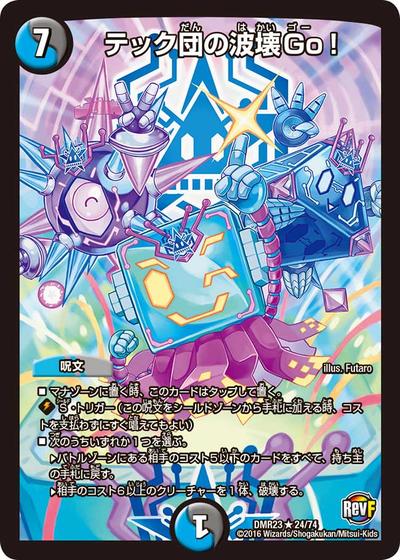 7
テック団の波壊Go!
だん
はかい
ゴー
呪文
illus. Futaro
■マナゾーンに置く時、このカードはタップして置く。
■S・トリガー(この呪文をシールドゾーンから手札に加える時、コス
トを支払わずにすぐ唱えてもよい)
■次のうちいずれか1つを選ぶ。
▶バトルゾーンにある相手のコスト5以下のカードをすべて、持ち主
の手札に戻す。
▶相手のコスト6以上のクリーチャーを1体、破壊する。
RevF
1
DMR23 ★ 24/74
©2016 Wizards/Shogakukan/Mitsui-Kids